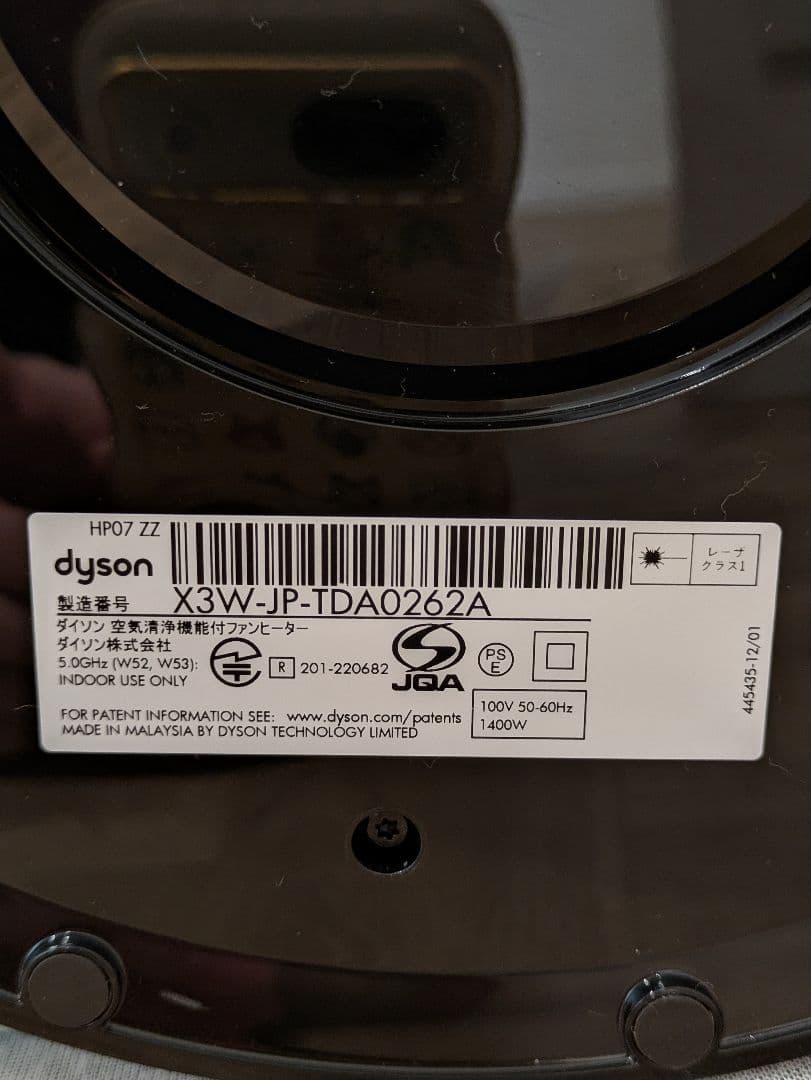 HP07 ZZ
dyson
製造番号 X3W-JP-TDA0262A
レーザ
クラス1
ダイソン 空気清浄機能付ファンヒーター
ダイソン株式会社
5.0GHz (W52, W53):
INDOOR USE ONLY
R 201-220682
JQA
PS
E
100V 50-60Hz
1400W
FOR PATENT INFORMATION SEE: www.dyson.com/patents
MADE IN MALAYSIA BY DYSON TECHNOLOGY LIMITED
445435-12/01